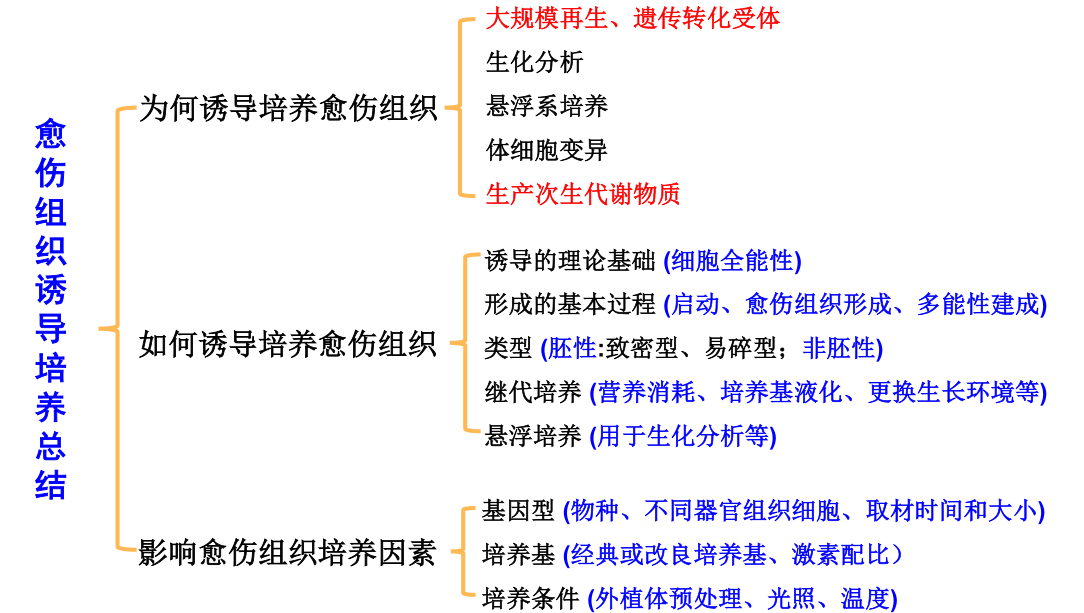 愈伤组织诱导培养总结
为何诱导培养愈伤组织
大规模再生、遗传转化受体
生化分析
悬浮系培养
体细胞变异
生产次生代谢物质
如何诱导培养愈伤组织
诱导的理论基础 (细胞全能性)
形成的基本过程 (启动、愈伤组织形成、多能性建成)
类型 (胚性:致密型、易碎型；非胚性)
继代培养 (营养消耗、培养基液化、更换生长环境等)
悬浮培养 (用于生化分析等)
影响愈伤组织培养因素
基因型 (物种、不同器官组织细胞、取材时间和大小)
培养基 (经典或改良培养基、激素配比）
培养条件 (外植体预处理、光照、温度)